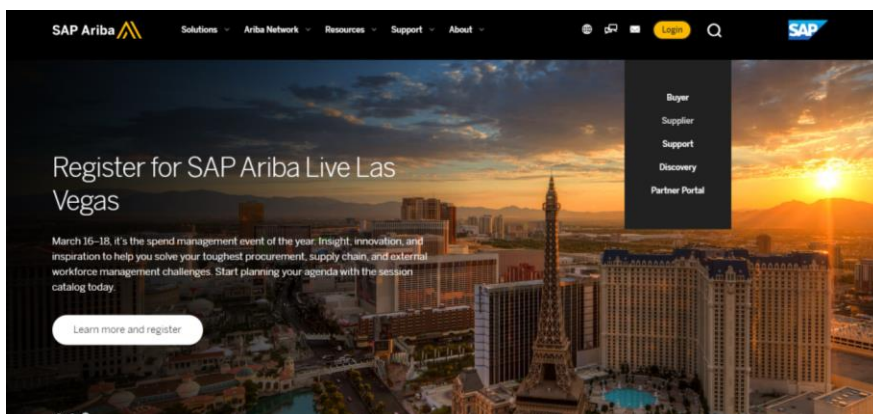 SAP Ariba
Solutions Ariba Network Resources Support About
Login
SAP
Buyer
Supplier
Support
Discovery
Partner Portal
Register for SAP Ariba Live Las
Vegas
March 16–18, it's the spend management event of the year. Insight, innovation, and
inspiration to help you solve your toughest procurement, supply chain, and external
workforce management challenges. Start planning your agenda with the session
catalog today.
Learn more and register